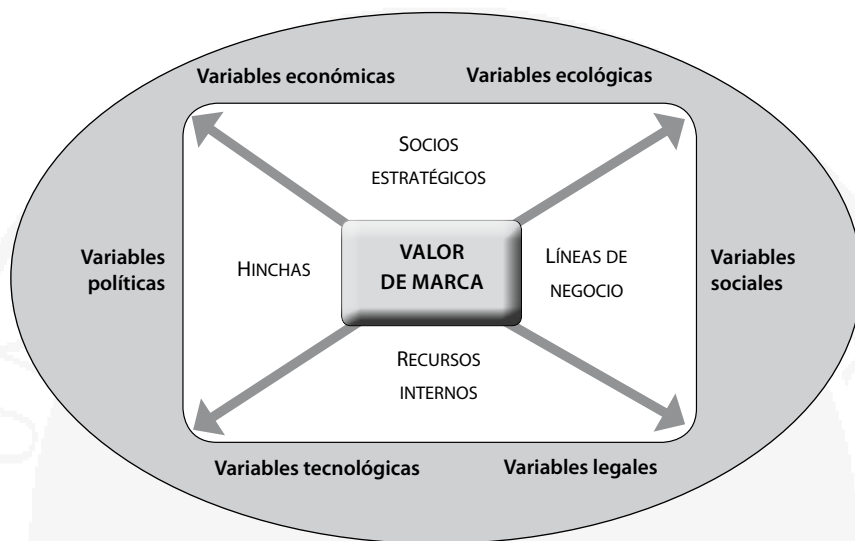 Variables económicas
Variables ecológicas
SOCIOS
ESTRATÉGICOS
Variables
políticas
HINCHAS
VALOR
DE MARCA
LÍNEAS DE
NEGOCIO
Variables
sociales
RECURSOS
INTERNOS
Variables tecnológicas
Variables legales